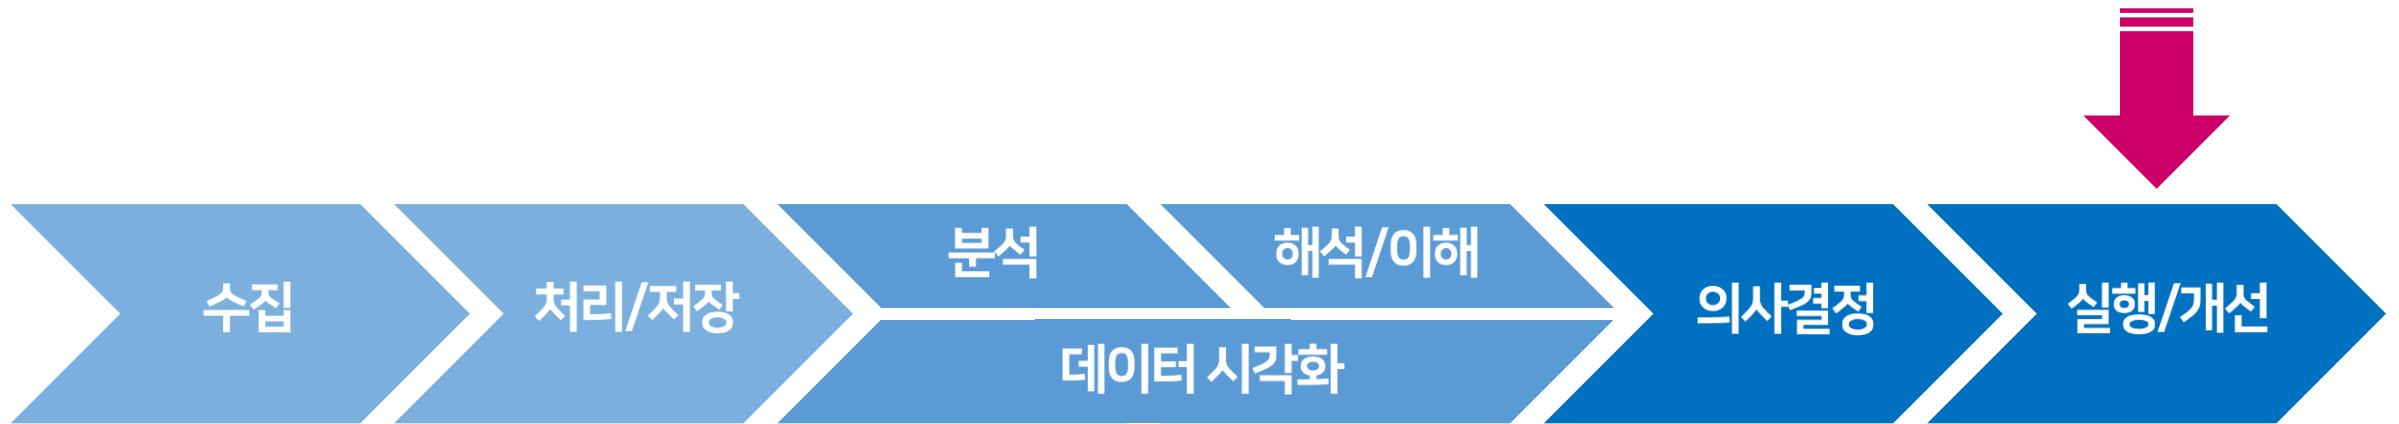 수집
처리/저장
분석
해석/이해
데이터 시각화
의사결정
실행/개선